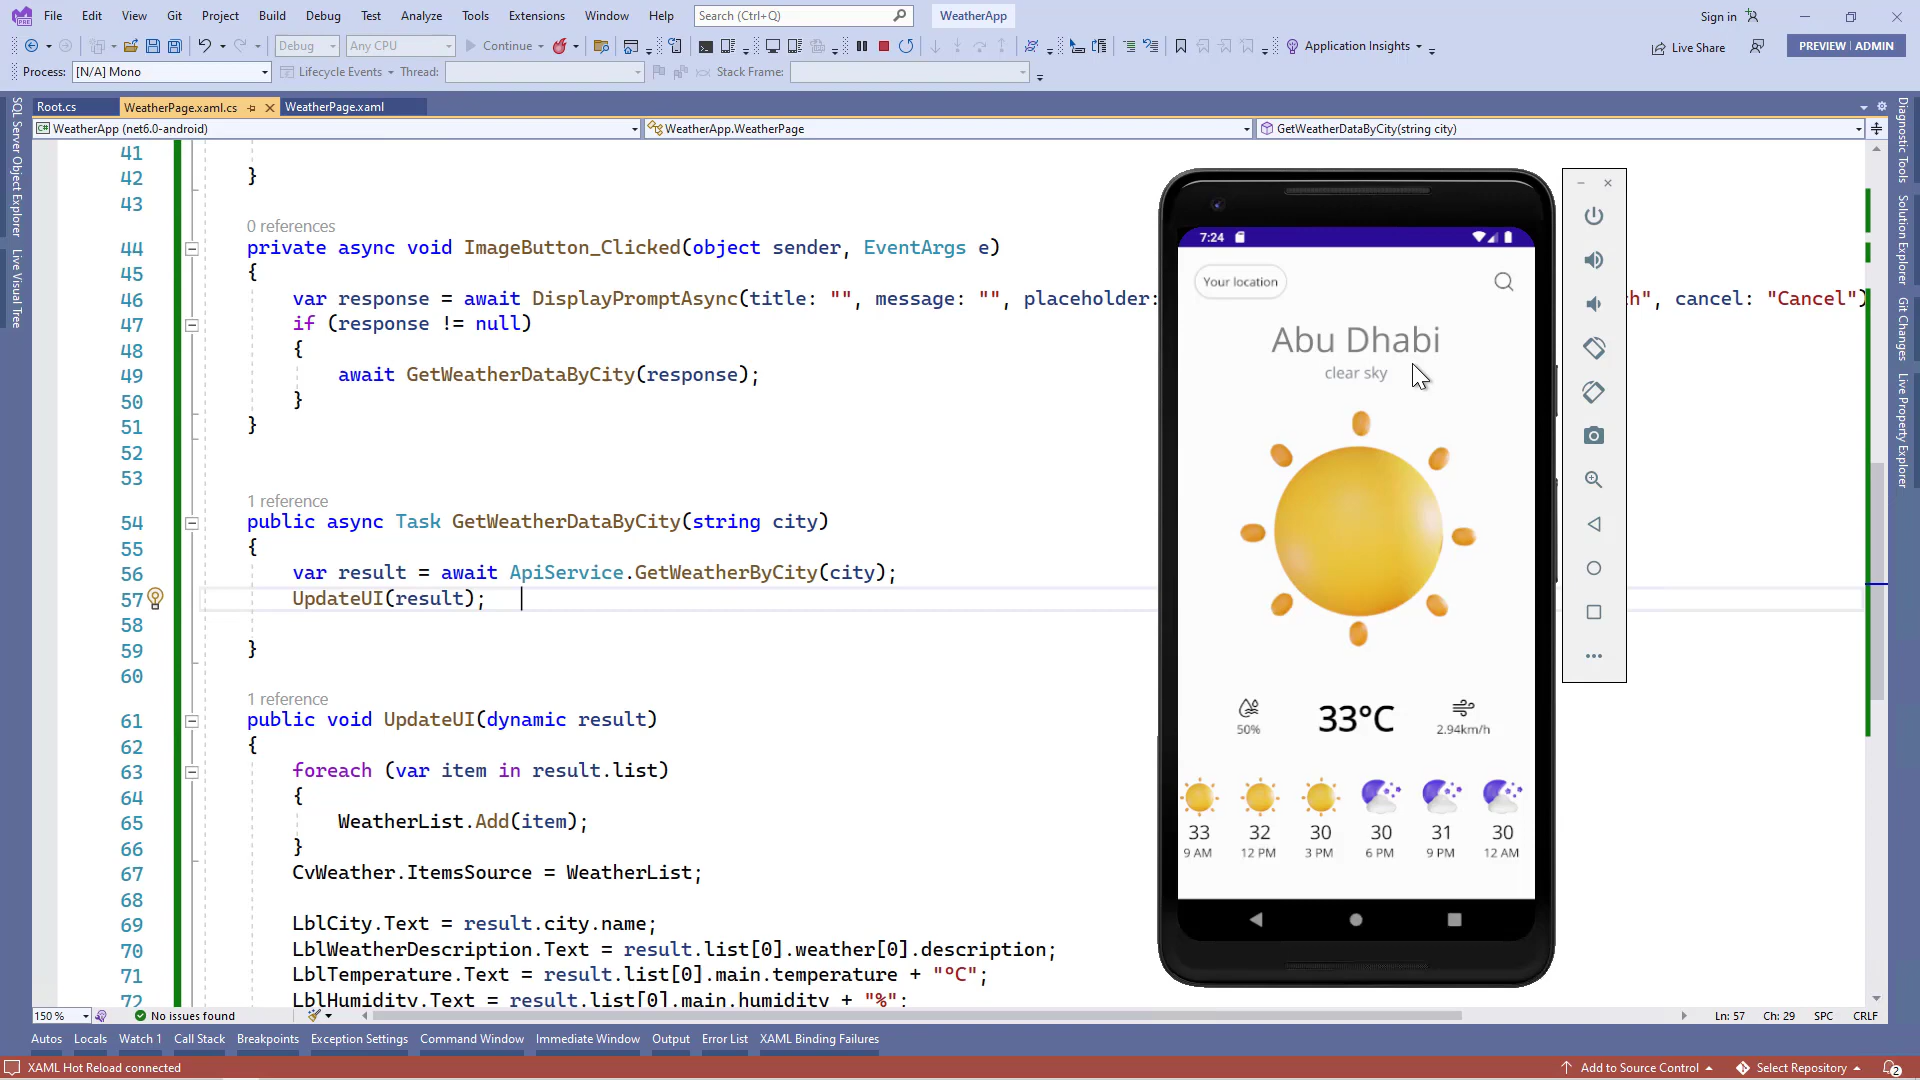 File Edit View Git Project Build Debug Test Analyze Tools Extensions Window Help Search (Ctrl+Q) WeatherApp Sign in
Debug Any CPU Continue Application Insights Live Share PREVIEW ADMIN
Process: [N/A] Mono Lifecycle Events Thread: Stack Frame:
Root.cs WeatherPage.xaml.cs WeatherPage.xaml
WeatherApp (net6.0-android) WeatherApp.WeatherPage GetWeatherDataByCity(string city)
SQL Server Object Explorer
Live Visual Tree
41
42 }
43
0 references
44 private async void ImageButton_Clicked(object sender, EventArgs e)
45 {
46 var response = await DisplayPromptAsync(title: "", message: "", placeholder: h", cancel: "Cancel")
47 if (response != null)
48 {
49 await GetWeatherDataByCity(response);
50 }
51 }
52
53
1 reference
54 public async Task GetWeatherDataByCity(string city)
55 {
56 var result = await ApiService.GetWeatherByCity(city);
57 UpdateUI(result);
58
59 }
60
1 reference
61 public void UpdateUI(dynamic result)
62 {
63 foreach (var item in result.list)
64 {
65 WeatherList.Add(item);
66 }
67 CvWeather.ItemsSource = WeatherList;
68
69 LblCity.Text = result.city.name;
70 LblWeatherDescription.Text = result.list[0].weather[0].description;
71 LblTemperature.Text = result.list[0].main.temperature + "°C";
72 LblHumidity.Text = result.list[0].main.humidity + "%";
7:24
Your location
Abu Dhabi
clear sky
33°C
50% 2.94km/h
33 32 30 30 31 30
9 AM 12 PM 3 PM 6 PM 9 PM 12 AM
Diagnostic Tools
Solution Explorer
Git Changes
Live Property Explorer
150 % No issues found Ln: 57 Ch: 29 SPC CRLF
Autos Locals Watch 1 Call Stack Breakpoints Exception Settings Command Window Immediate Window Output Error List XAML Binding Failures
XAML Hot Reload connected Add to Source Control Select Repository 2